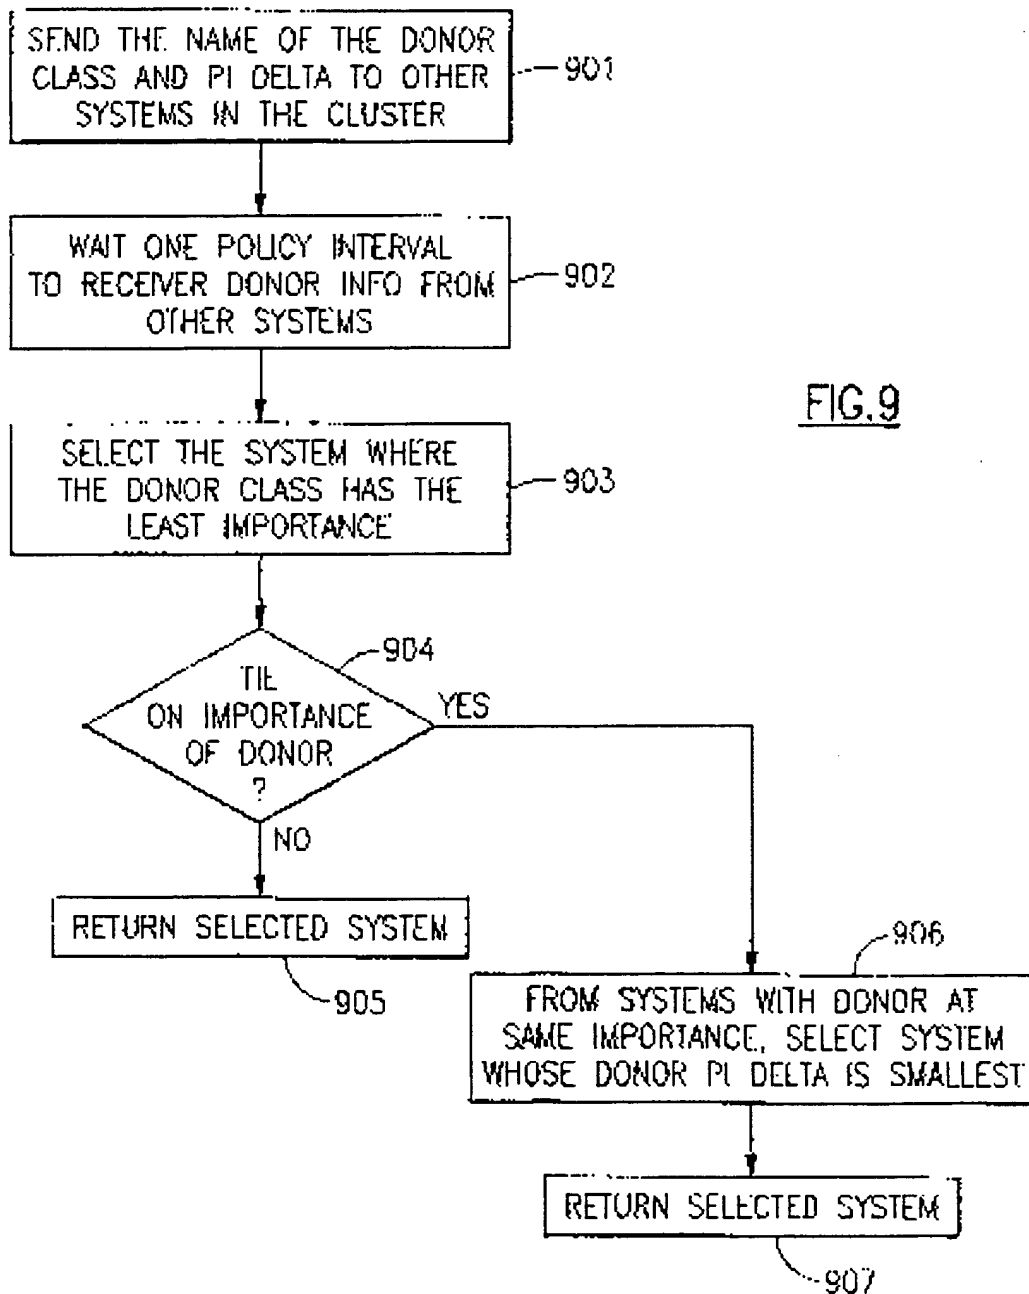 SEND THE NAME OF THE DONOR
CLASS AND PI DELTA TO OTHER
SYSTEMS IN THE CLUSTER
901
WAIT ONE POLICY INTERVAL
TO RECEIVER DONOR INFO FROM
OTHER SYSTEMS
902
FIG.9
SELECT THE SYSTEM WHERE
THE DONOR CLASS HAS THE
LEAST IMPORTANCE
903
904
TIE
ON IMPORTANCE
OF DONOR
?
YES
NO
RETURN SELECTED SYSTEM
905
906
FROM SYSTEMS WITH DONOR AT
SAME IMPORTANCE, SELECT SYSTEM
WHOSE DONOR PI DELTA IS SMALLEST
RETURN SELECTED SYSTEM
907